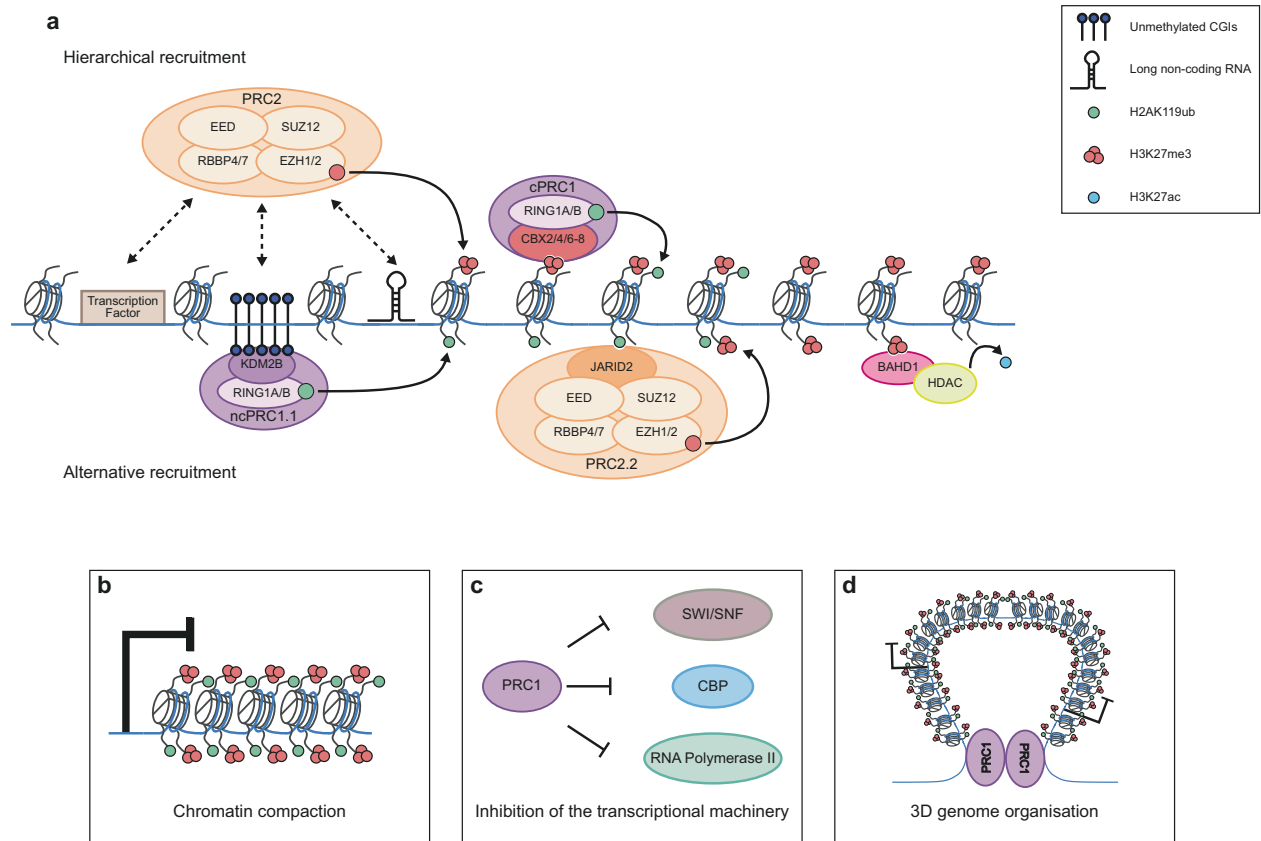 a
Hierarchical recruitment
Unmethylated CGIs
Long non-coding RNA
H2AK119ub
H3K27me3
H3K27ac
PRC2
EED
SUZ12
RBBP4/7
EZH1/2
cPRC1
RING1A/B
CBX2/4/6-8
Transcription
Factor
KDM2B
RING1A/B
ncPRC1.1
JARID2
EED
SUZ12
RBBP4/7
EZH1/2
PRC2.2
BAHD1
HDAC
Alternative recruitment
b
Chromatin compaction
c
PRC1
SWI/SNF
CBP
RNA Polymerase II
Inhibition of the transcriptional machinery
d
PRC1
PRC1
3D genome organisation